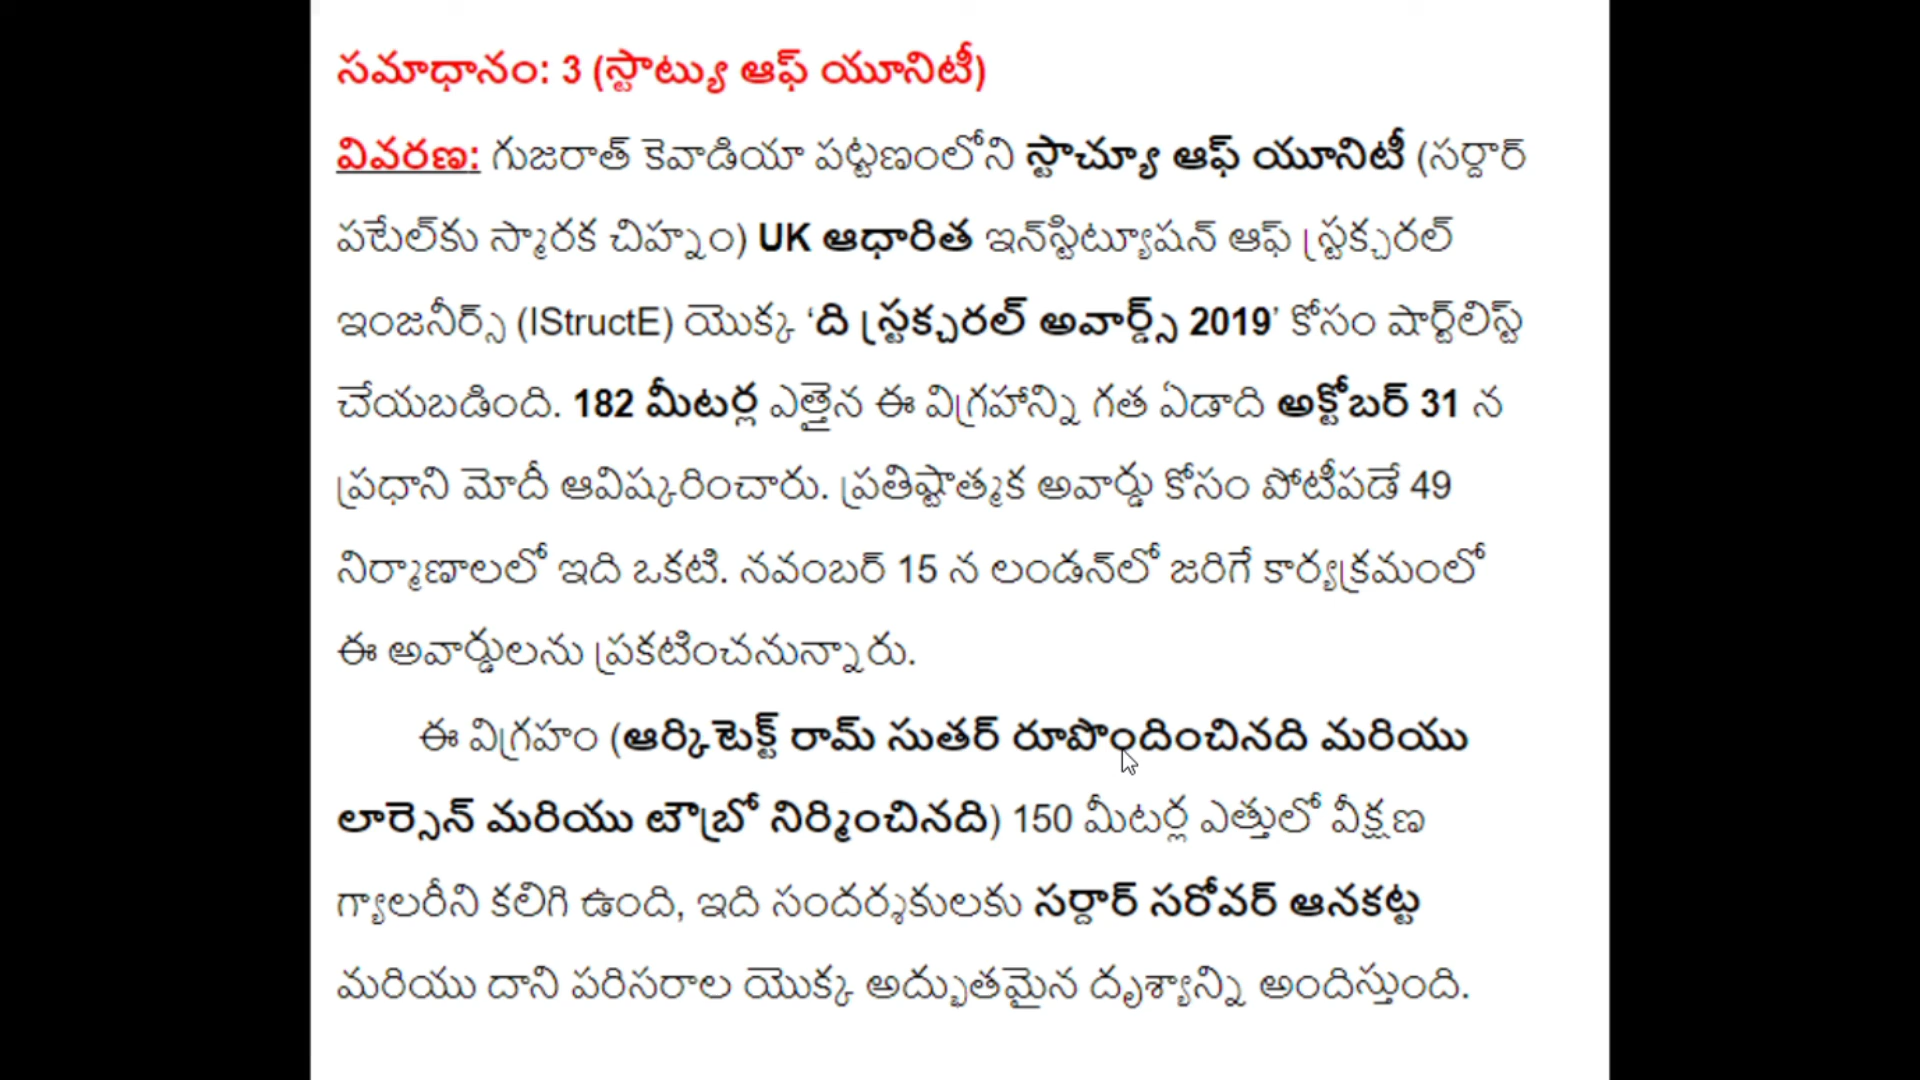 సమాధానం: 3 (స్టాట్యు ఆఫ్ యూనిటీ)
వివరణ: గుజరాత్ కెవాడియా పట్టణంలోని స్టాచ్యూ ఆఫ్ యూనిటీ (సర్దార్
పటేల్‌కు స్మారక చిహ్నం) UK ఆధారిత ఇన్‌స్టిట్యూషన్ ఆఫ్ స్ట్రక్చరల్
ఇంజనీర్స్ (IStructE) యొక్క ‘ది స్ట్రక్చరల్ అవార్డ్స్ 2019’ కోసం షార్ట్‌లిస్ట్
చేయబడింది. 182 మీటర్ల ఎత్తైన ఈ విగ్రహాన్ని గత ఏడాది అక్టోబర్ 31 న
ప్రధాని మోదీ ఆవిష్కరించారు. ప్రతిష్టాత్మక అవార్డు కోసం పోటీపడే 49
నిర్మాణాలలో ఇది ఒకటి. నవంబర్ 15 న లండన్‌లో జరిగే కార్యక్రమంలో
ఈ అవార్డులను ప్రకటించనున్నారు.
ఈ విగ్రహం (ఆర్కిటెక్ట్ రామ్ సుతర్ రూపొందించినది మరియు
లార్సెన్ మరియు టౌబ్రో నిర్మించినది) 150 మీటర్ల ఎత్తులో వీక్షణ
గ్యాలరీని కలిగి ఉంది, ఇది సందర్శకులకు సర్దార్ సరోవర్ ఆనకట్ట
మరియు దాని పరిసరాల యొక్క అద్భుతమైన దృశ్యాన్ని అందిస్తుంది.